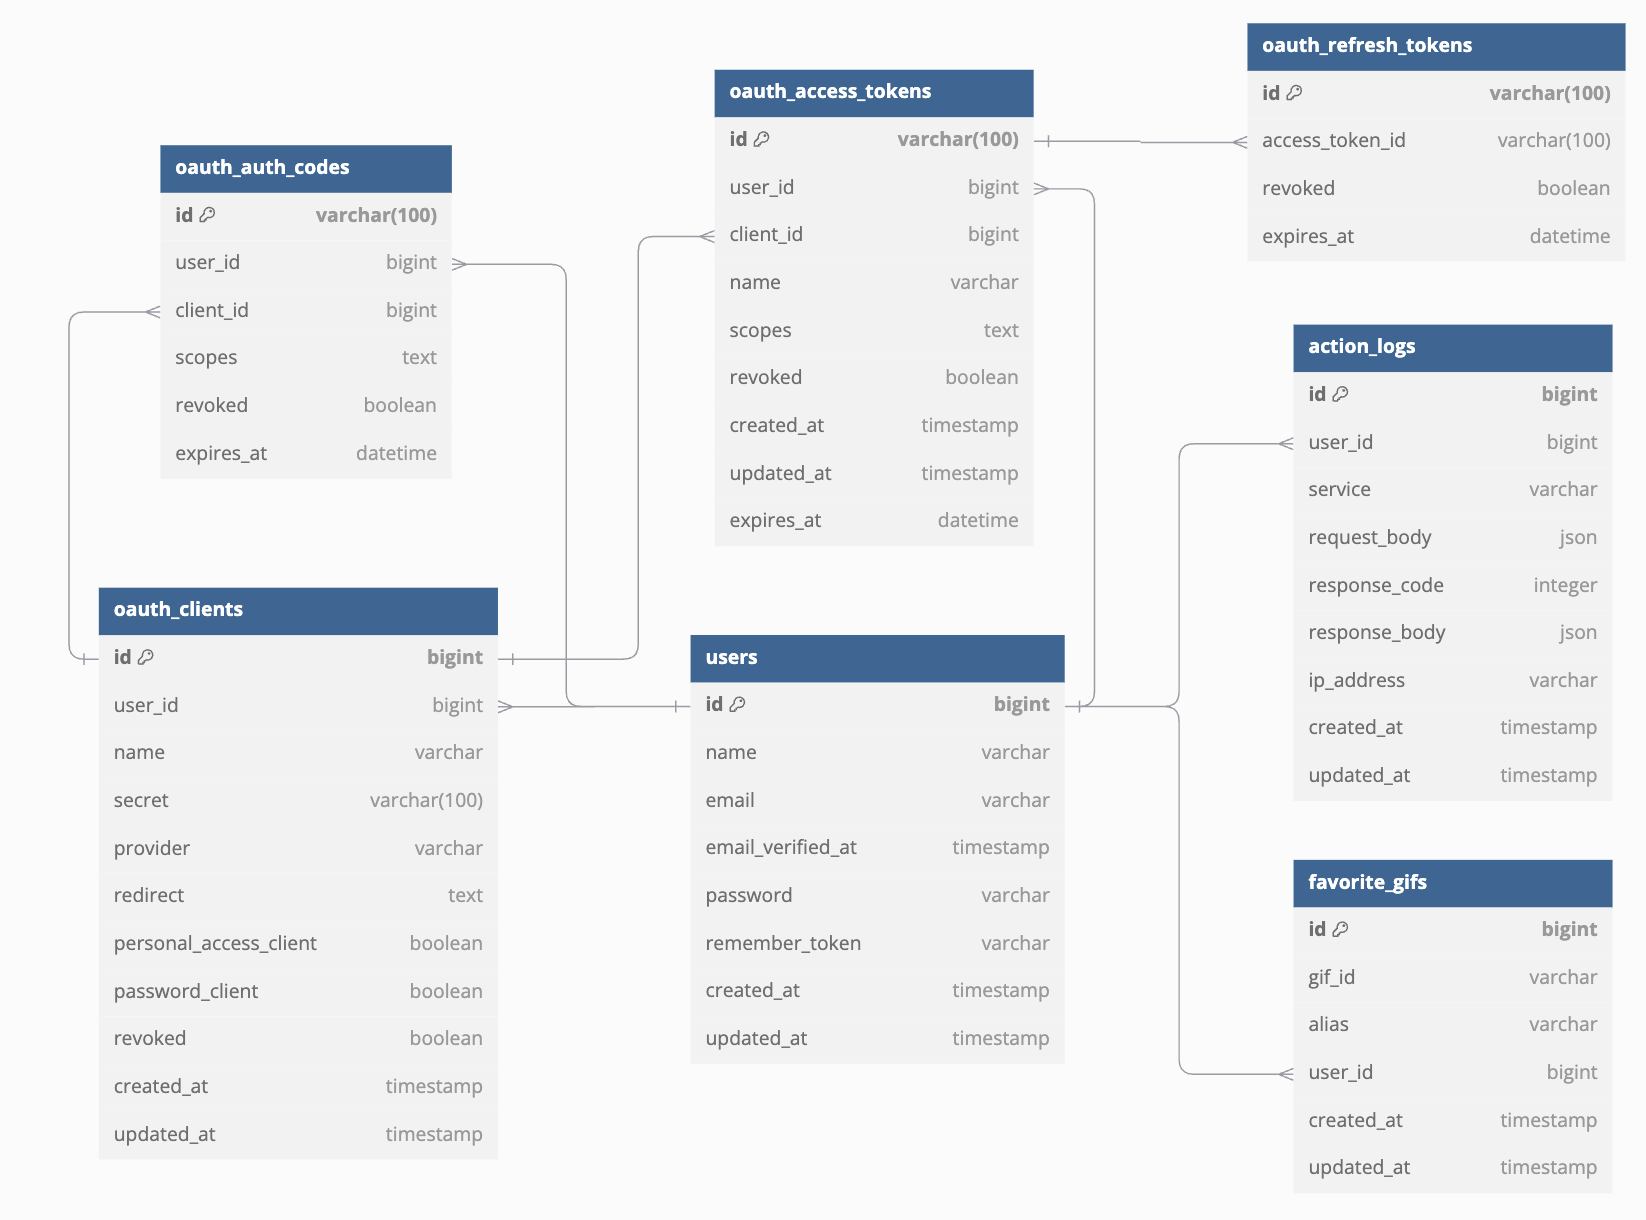 oauth_refresh_tokens
id varchar(100)
access_token_id varchar(100)
revoked boolean
expires_at datetime
oauth_access_tokens
id varchar(100)
user_id bigint
client_id bigint
name varchar
scopes text
revoked boolean
created_at timestamp
updated_at timestamp
expires_at datetime
oauth_auth_codes
id varchar(100)
user_id bigint
client_id bigint
scopes text
revoked boolean
expires_at datetime
action_logs
id bigint
user_id bigint
service varchar
request_body json
response_code integer
response_body json
ip_address varchar
created_at timestamp
updated_at timestamp
oauth_clients
id bigint
user_id bigint
name varchar
secret varchar(100)
provider varchar
redirect text
personal_access_client boolean
password_client boolean
revoked boolean
created_at timestamp
updated_at timestamp
users
id bigint
name varchar
email varchar
email_verified_at timestamp
password varchar
remember_token varchar
created_at timestamp
updated_at timestamp
favorite_gifs
id bigint
gif_id varchar
alias varchar
user_id bigint
created_at timestamp
updated_at timestamp